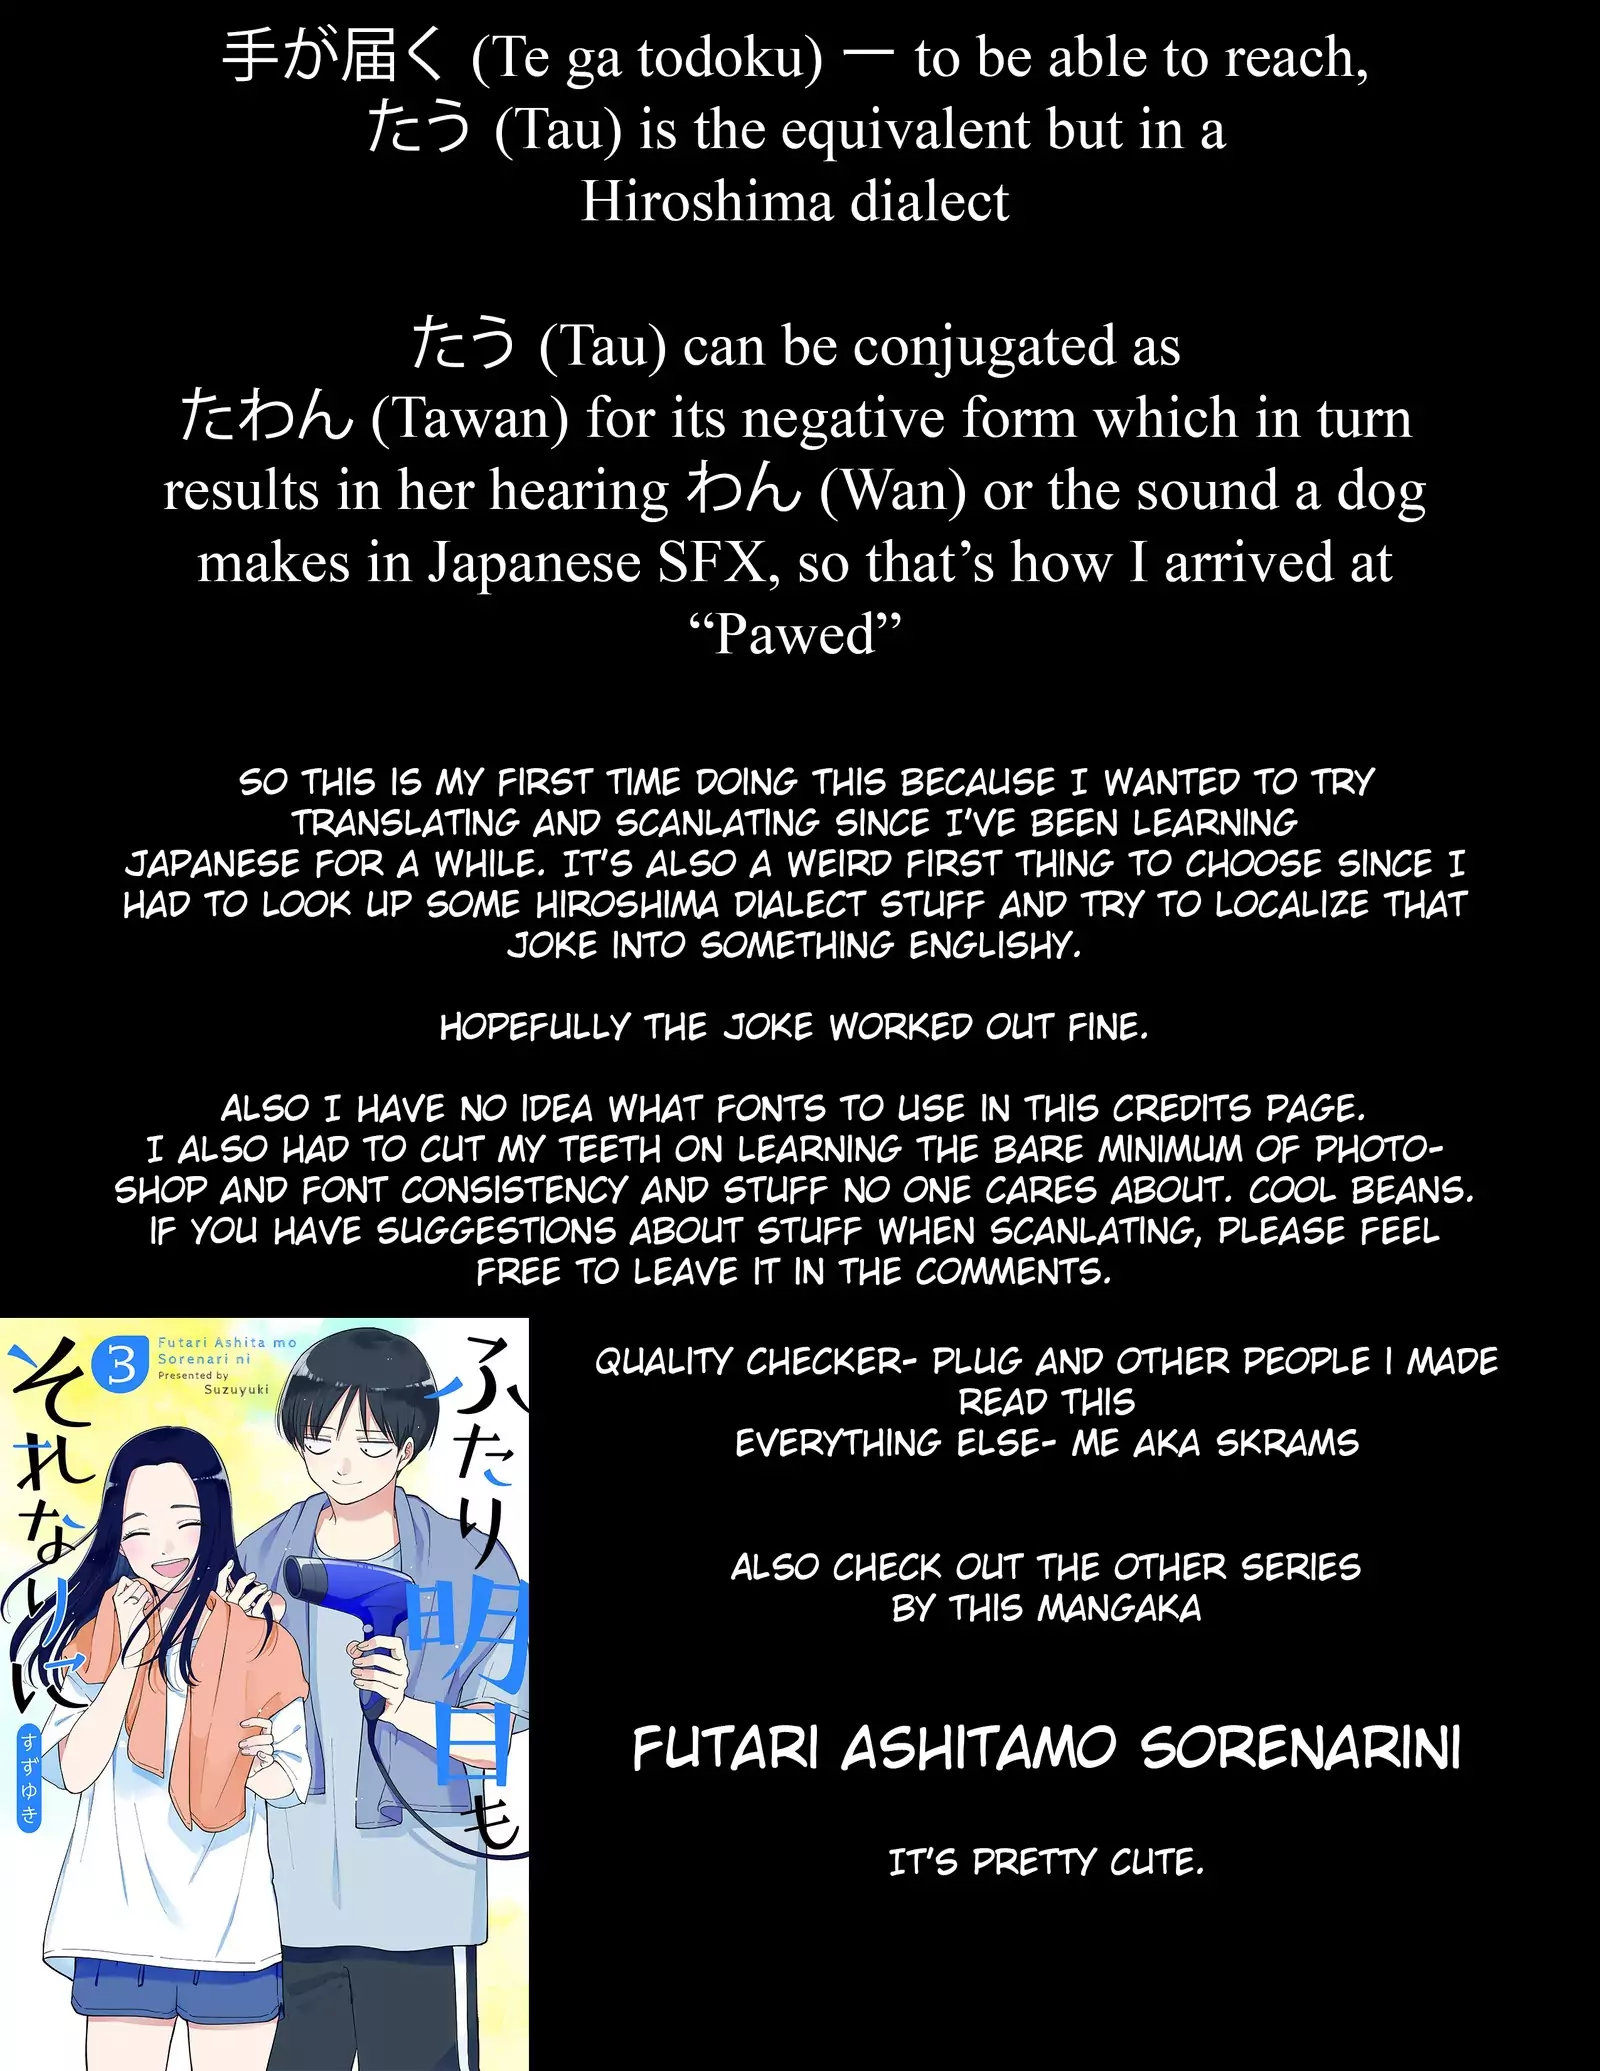 手が届く (Te ga todoku) ー to be able to reach,
たう (Tau) is the equivalent but in a
Hiroshima dialect
たう (Tau) can be conjugated as
たわん (Tawan) for its negative form which in turn
results in her hearing わん (Wan) or the sound a dog
makes in Japanese SFX, so that’s how I arrived at
“Pawed”
SO THIS IS MY FIRST TIME DOING THIS BECAUSE I WANTED TO TRY
TRANSLATING AND SCANLATING SINCE I'VE BEEN LEARNING
JAPANESE FOR A WHILE. IT'S ALSO A WEIRD FIRST THING TO CHOOSE SINCE I
HAD TO LOOK UP SOME HIROSHIMA DIALECT STUFF AND TRY TO LOCALIZE THAT
JOKE INTO SOMETHING ENGLISHY.
HOPEFULLY THE JOKE WORKED OUT FINE.
ALSO I HAVE NO IDEA WHAT FONTS TO USE IN THIS CREDITS PAGE.
I ALSO HAD TO CUT MY TEETH ON LEARNING THE BARE MINIMUM OF PHOTO-
SHOP AND FONT CONSISTENCY AND STUFF NO ONE CARES ABOUT. COOL BEANS.
IF YOU HAVE SUGGESTIONS ABOUT STUFF WHEN SCANLATING, PLEASE FEEL
FREE TO LEAVE IT IN THE COMMENTS.
ふたり明日も
それなりに
3
Futari Ashita mo
Sorenari ni
Presented by
Suzuyuki
すずゆき
QUALITY CHECKER- PLUG AND OTHER PEOPLE I MADE
READ THIS
EVERYTHING ELSE- ME AKA SKRAMS
ALSO CHECK OUT THE OTHER SERIES
BY THIS MANGAKA
FUTARI ASHITAMO SORENARINI
IT'S PRETTY CUTE.